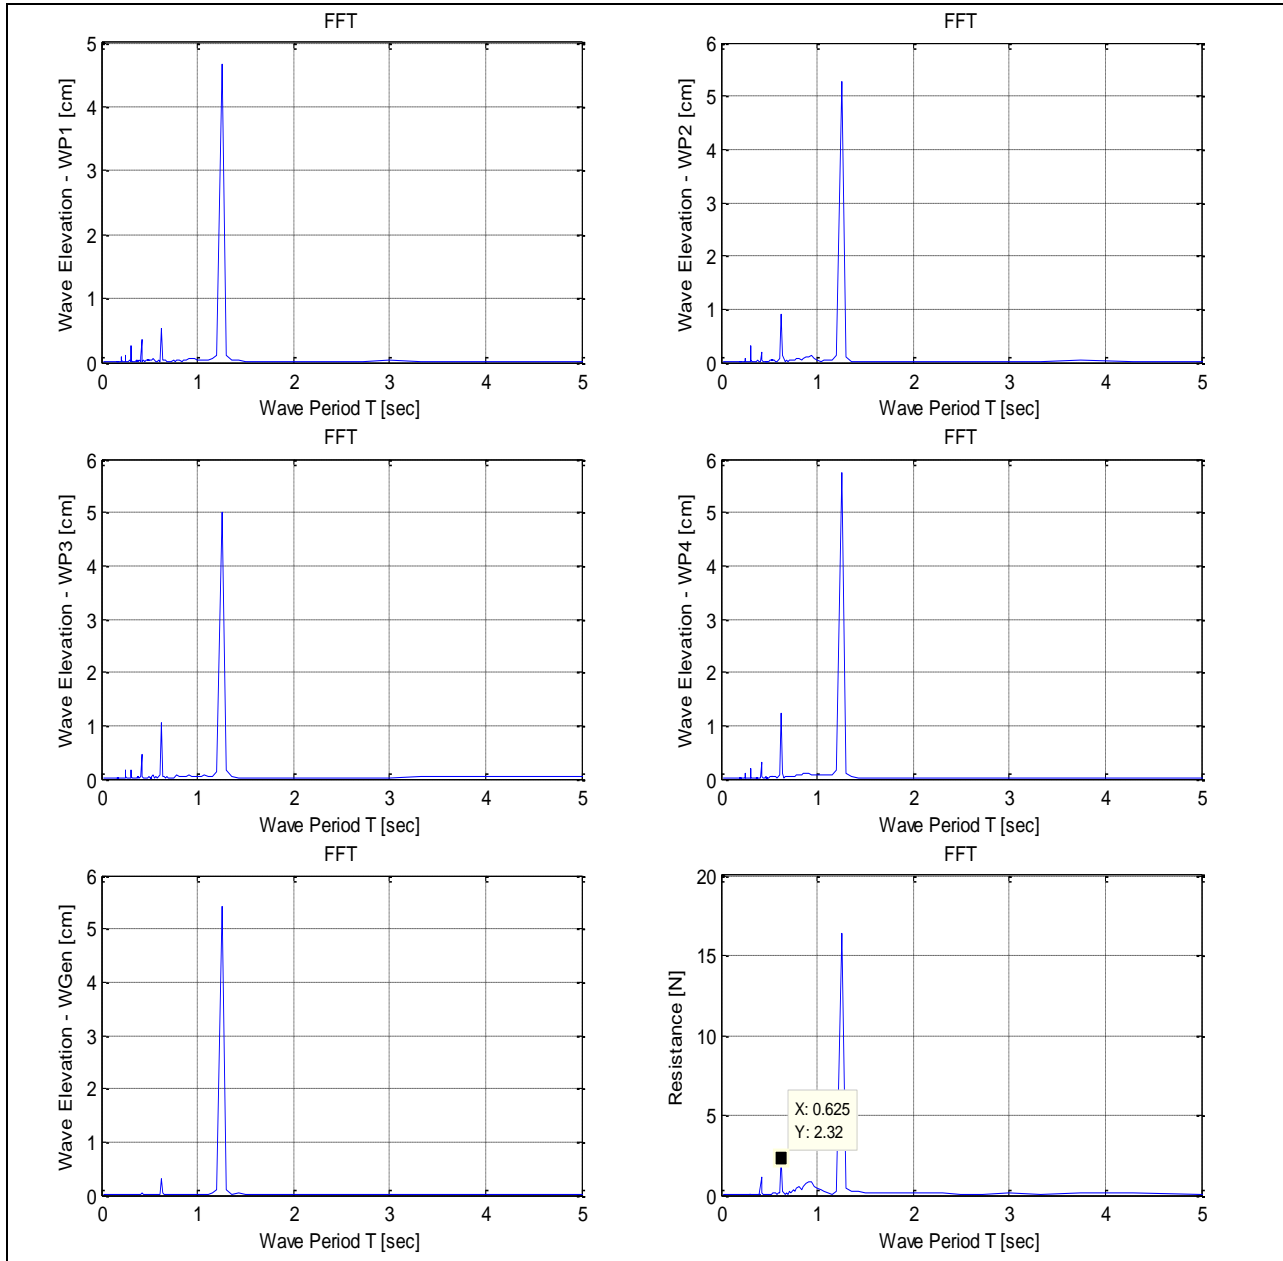 FFT
Wave Elevation - WP1 [cm]
5
4
3
2
1
0
0 1 2 3 4 5
Wave Period T [sec]
FFT
Wave Elevation - WP2 [cm]
6
5
4
3
2
1
0
0 1 2 3 4 5
Wave Period T [sec]
FFT
Wave Elevation - WP3 [cm]
6
5
4
3
2
1
0
0 1 2 3 4 5
Wave Period T [sec]
FFT
Wave Elevation - WP4 [cm]
6
5
4
3
2
1
0
0 1 2 3 4 5
Wave Period T [sec]
FFT
Wave Elevation - WGen [cm]
6
5
4
3
2
1
0
0 1 2 3 4 5
Wave Period T [sec]
FFT
Resistance [N]
20
15
10
5
0
X: 0.625
Y: 2.32
0 1 2 3 4 5
Wave Period T [sec]